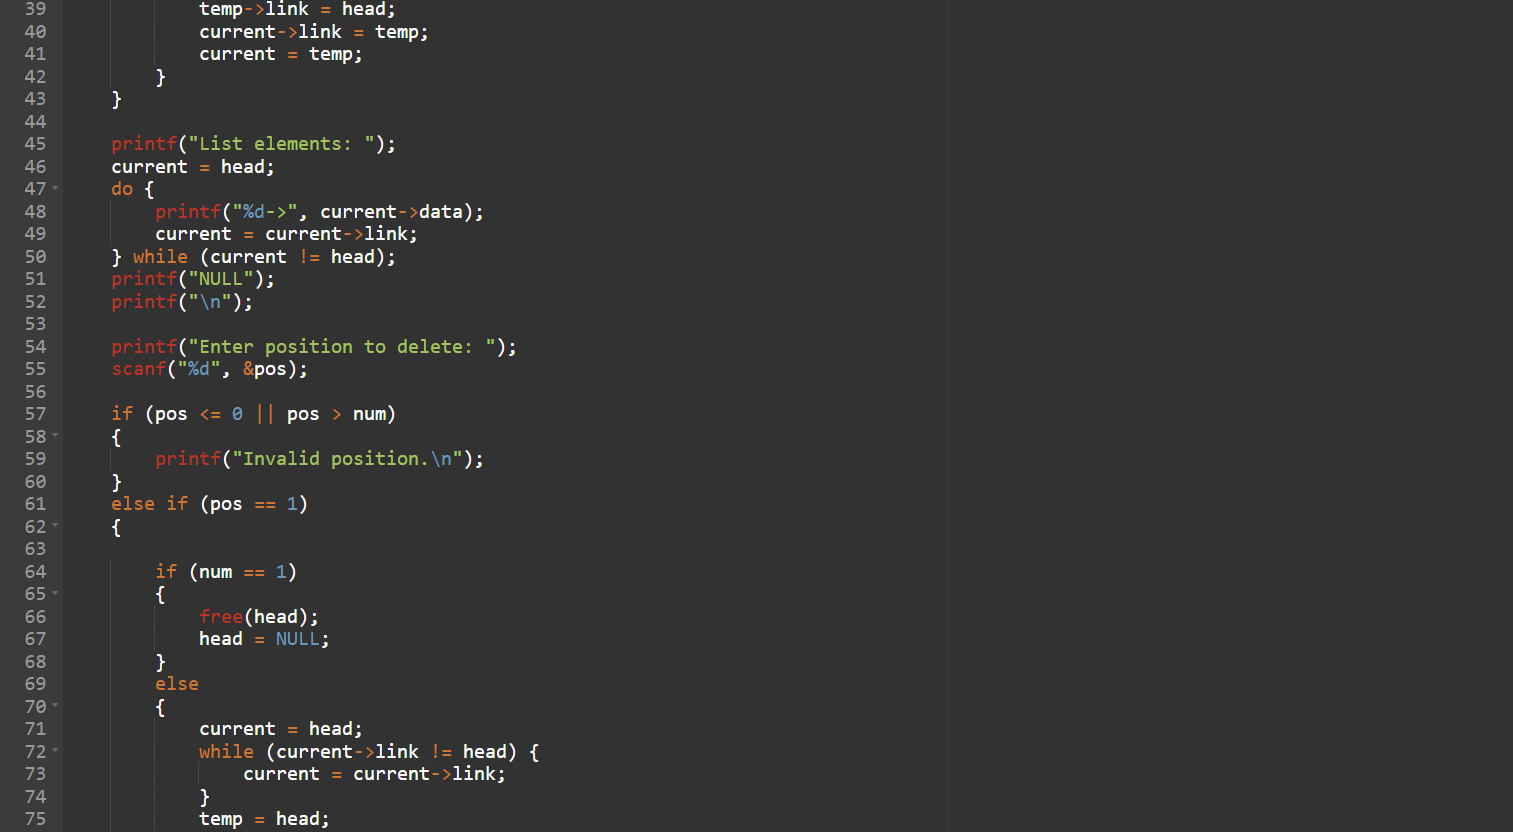 39 temp->link = head;
40 current->link = temp;
41 current = temp;
42 }
43 }
44
45 printf("List elements: ");
46 current = head;
47 do {
48 printf("%d->", current->data);
49 current = current->link;
50 } while (current != head);
51 printf("NULL");
52 printf("\n");
53
54 printf("Enter position to delete: ");
55 scanf("%d", &pos);
56
57 if (pos <= 0 || pos > num)
58 {
59 printf("Invalid position.\n");
60 }
61 else if (pos == 1)
62 {
63
64 if (num == 1)
65 {
66 free(head);
67 head = NULL;
68 }
69 else
70 {
71 current = head;
72 while (current->link != head) {
73 current = current->link;
74 }
75 temp = head;